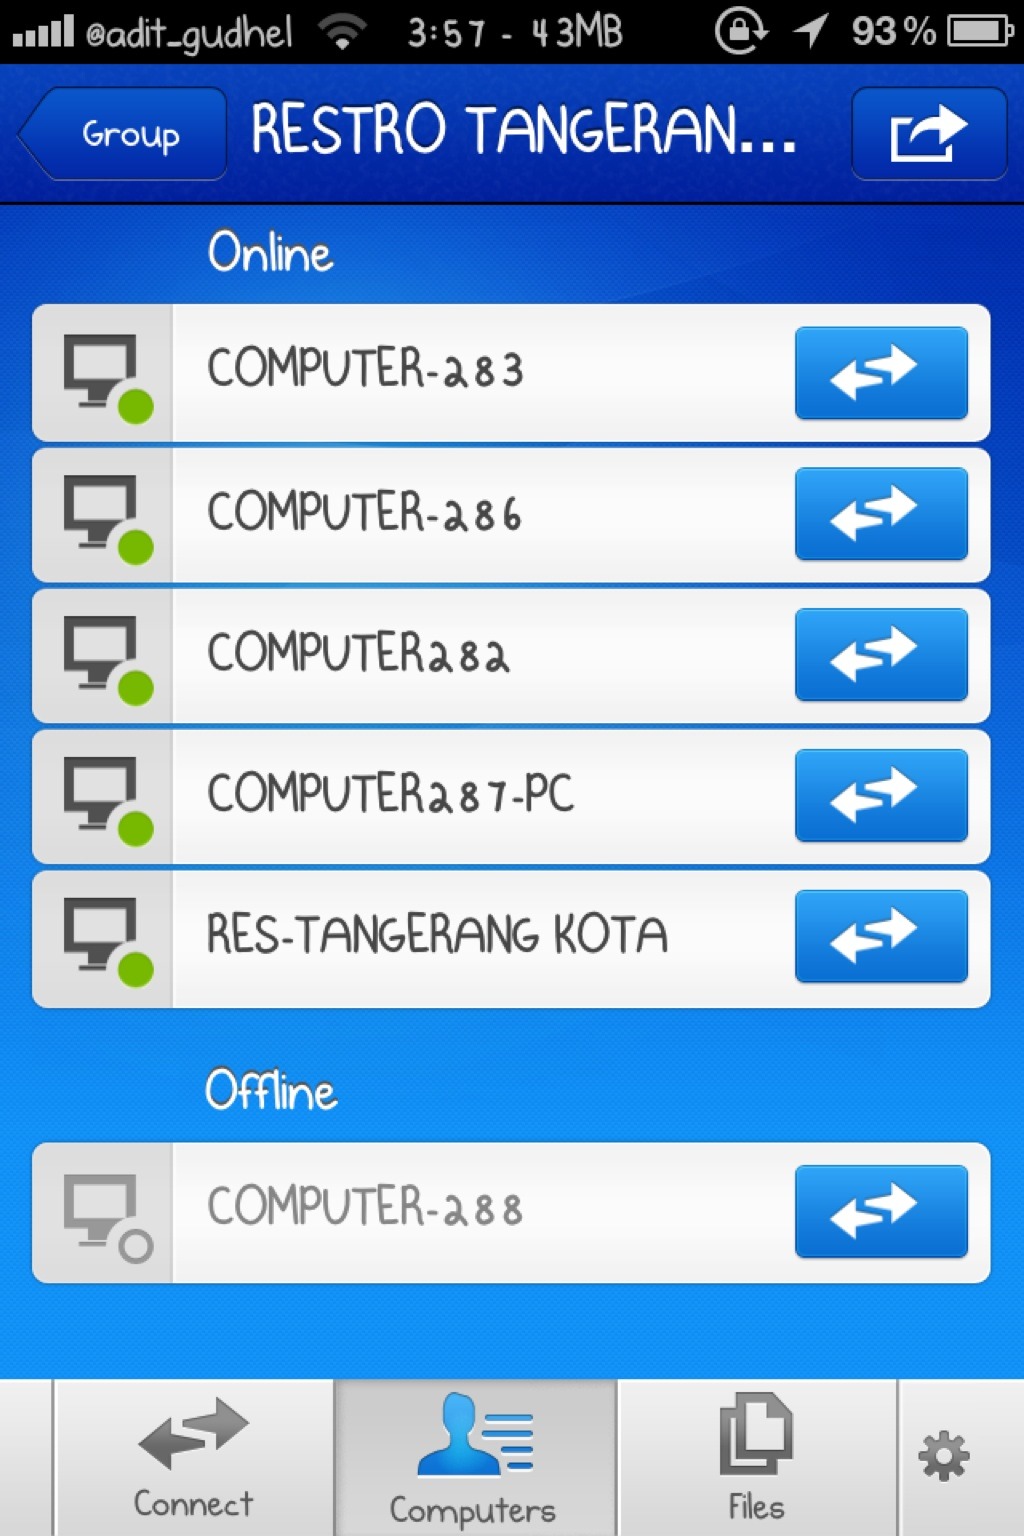 @adit_gudhel 3:57 - 43MB 93%
Group RESTRO TANGERAN...
Online
COMPUTER-283
COMPUTER-286
COMPUTER282
COMPUTER287-PC
RES-TANGERANG KOTA
Offline
COMPUTER-288
Connect Computers Files